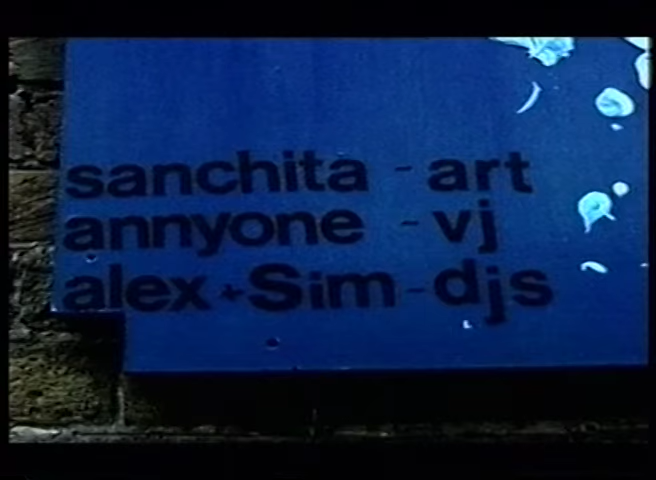 sanchita - art
annyone - vj
alex + Sim - djs